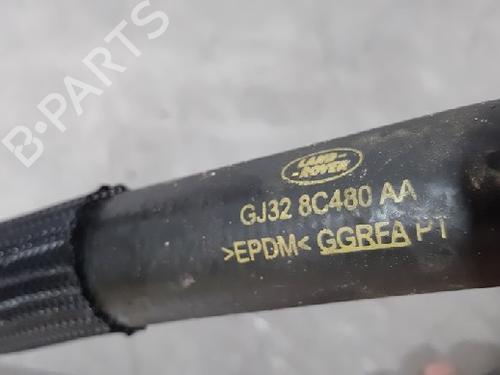 B-PARTS
LAND-
ROVER
GJ32 8C480 AA
>EPDM< GGRFA PT